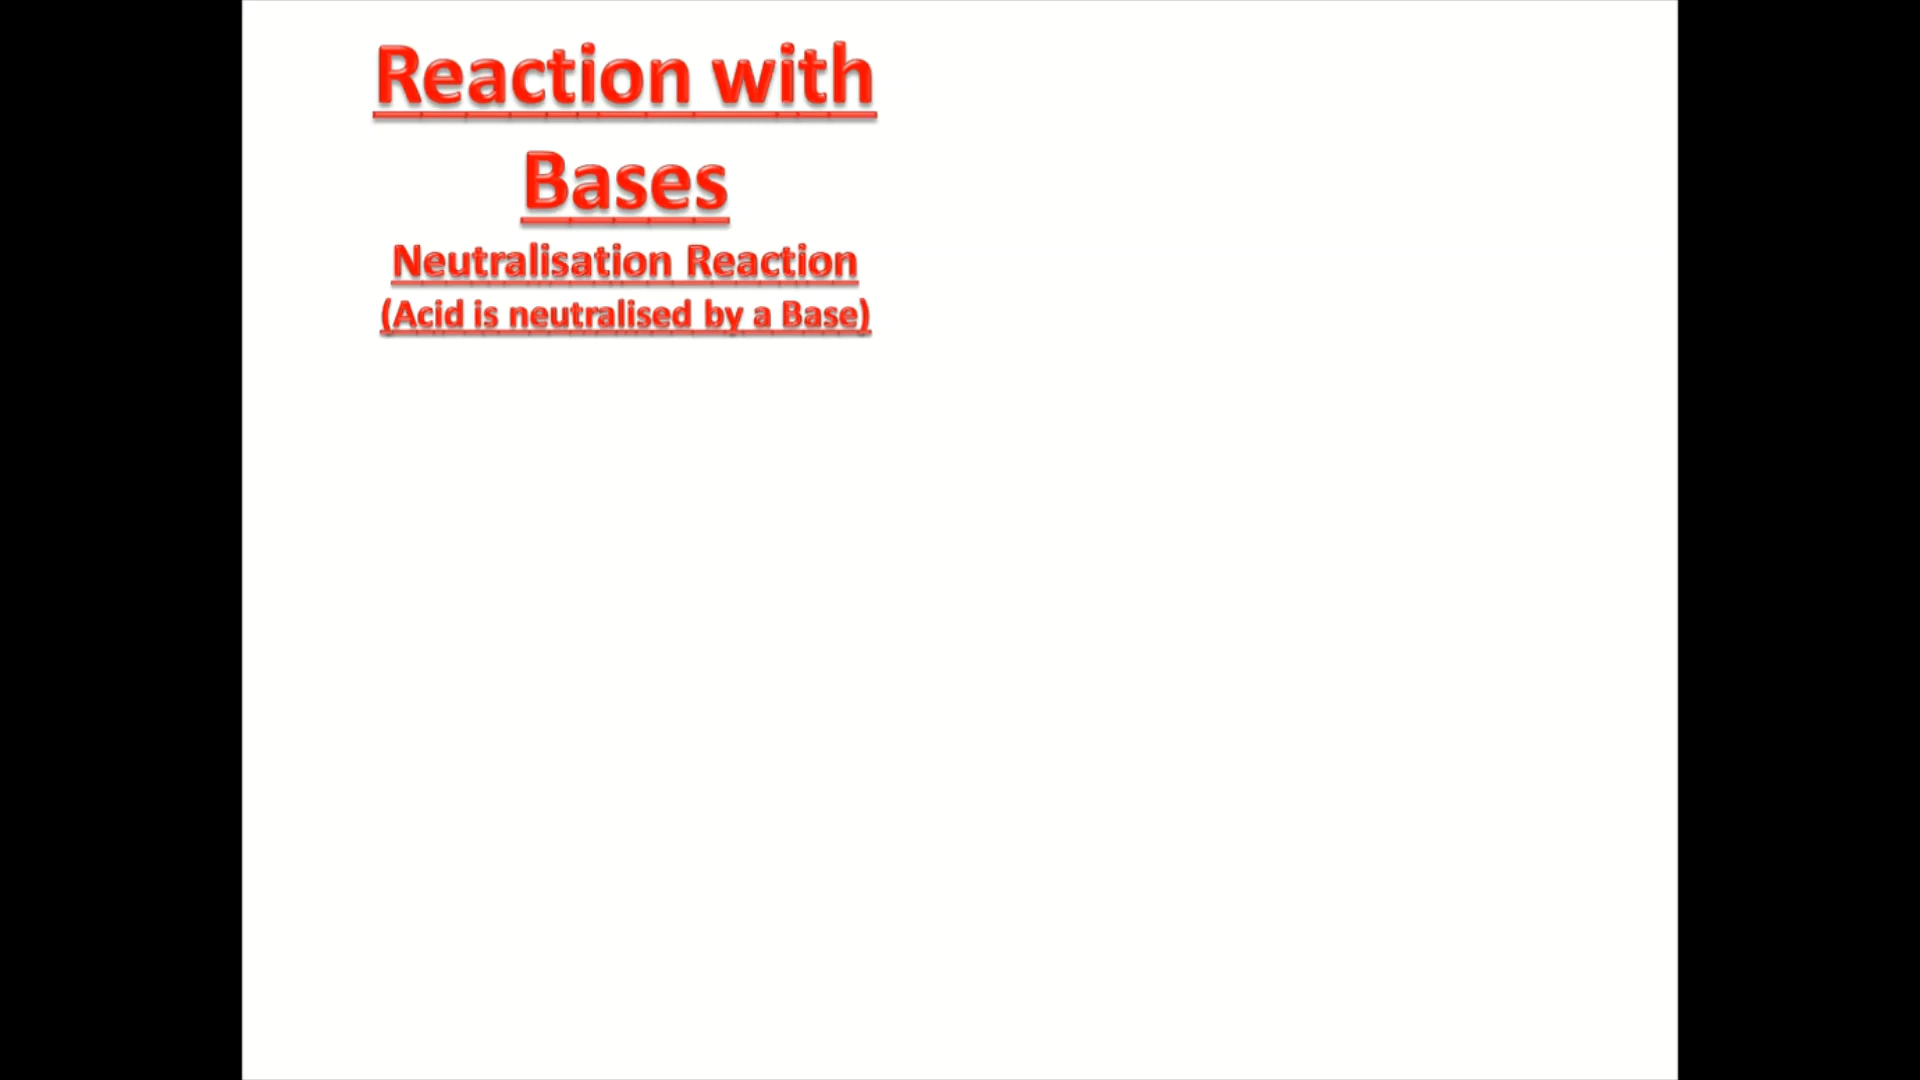 Reaction with
Bases
Neutralisation Reaction
(Acid is neutralised by a Base)